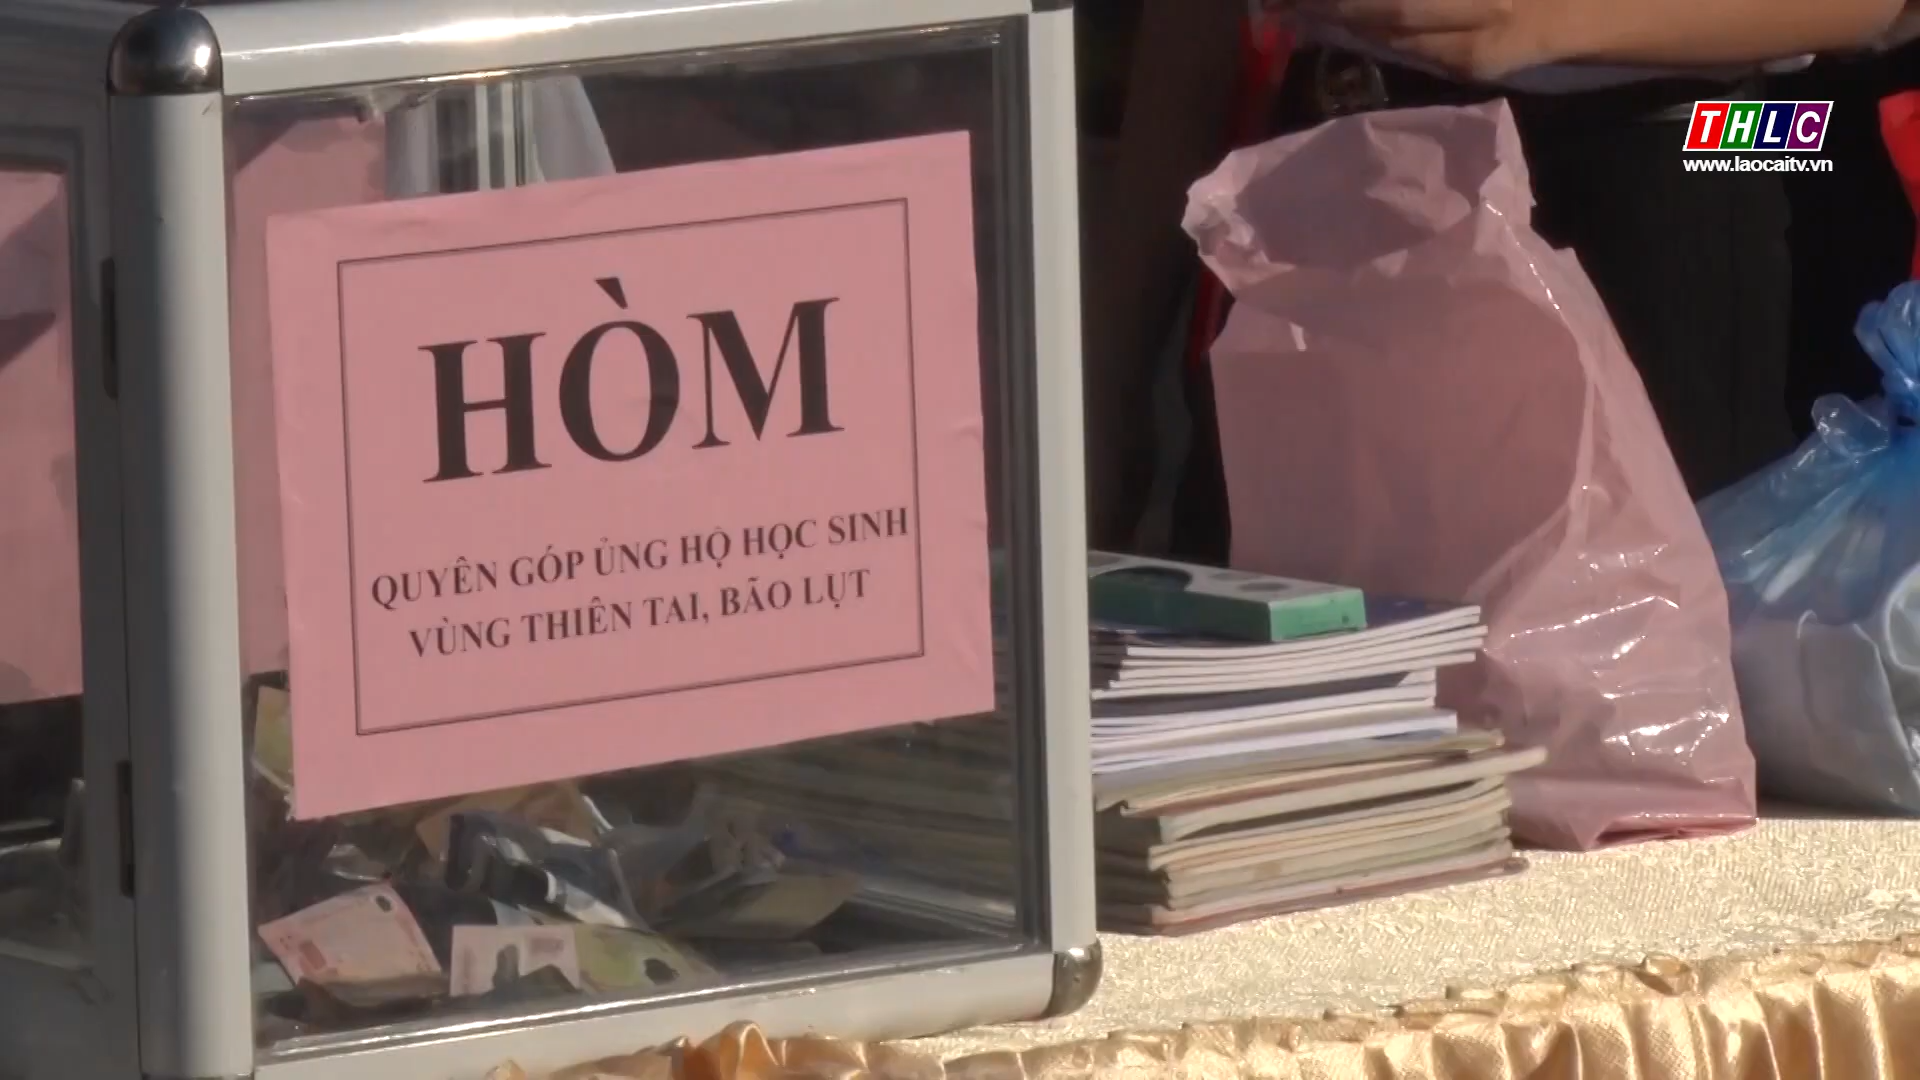 THLC
www.laocaitv.vn
HÒM
QUYÊN GÓP ỦNG HỘ HỌC SINH
VÙNG THIÊN TAI, BÃO LỤT